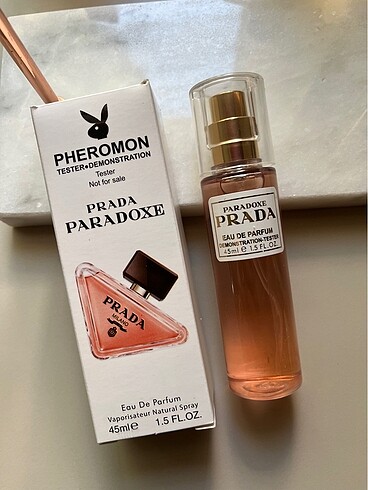 PHEROMON
TESTER•DEMONSTRATION
Tester
Not for sale
PRADA
PARADOXE
PRADA
MILANO
Eau De Parfum
Vaporisateur Natural Spray
45ml e 1.5 FL.OZ.
PARADOXE
PRADA
EAU DE PARFUM
DEMONSTRATION-TESTER
45ml e 1.5 FL.OZ.